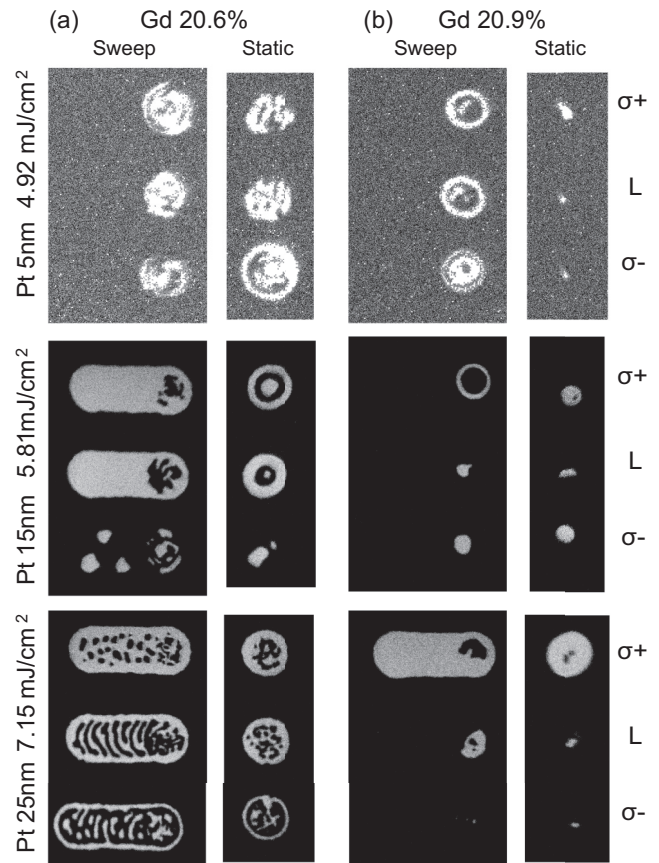 (a) Gd 20.6% (b) Gd 20.9%
Sweep Static Sweep Static
Pt 5nm 4.92 mJ/cm²
σ+
L
σ-
Pt 15nm 5.81mJ/cm²
σ+
L
σ-
Pt 25nm 7.15 mJ/cm²
σ+
L
σ-